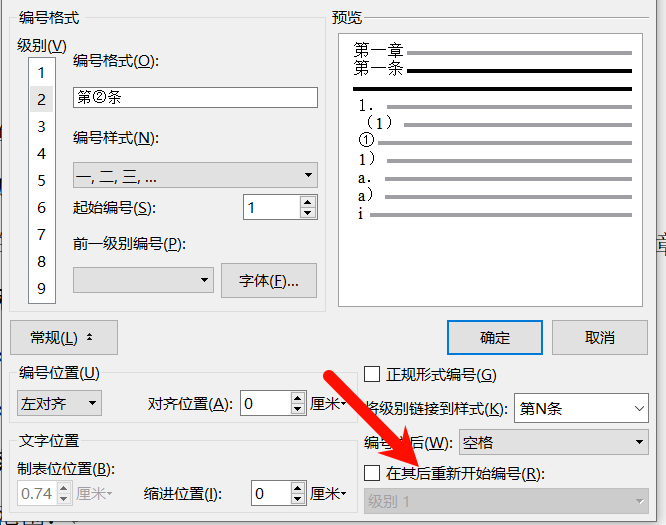 编号格式
级别(V)
1
2
3
4
5
6
7
8
9
编号格式(O):
第②条
编号样式(N):
一, 二, 三, ...
起始编号(S):
1
前一级别编号(P):
字体(F)...
预览
第一章
第一条
1.
(1)
①
1)
a.
a)
i
常规(L)
确定
取消
编号位置(U)
左对齐
对齐位置(A):
0
厘米
文字位置
制表位位置(B):
0.74
厘米
缩进位置(I):
0
厘米
正规形式编号(G)
将级别链接到样式(K):
第N条
编号之后(W):
空格
在其后重新开始编号(R):
级别 1